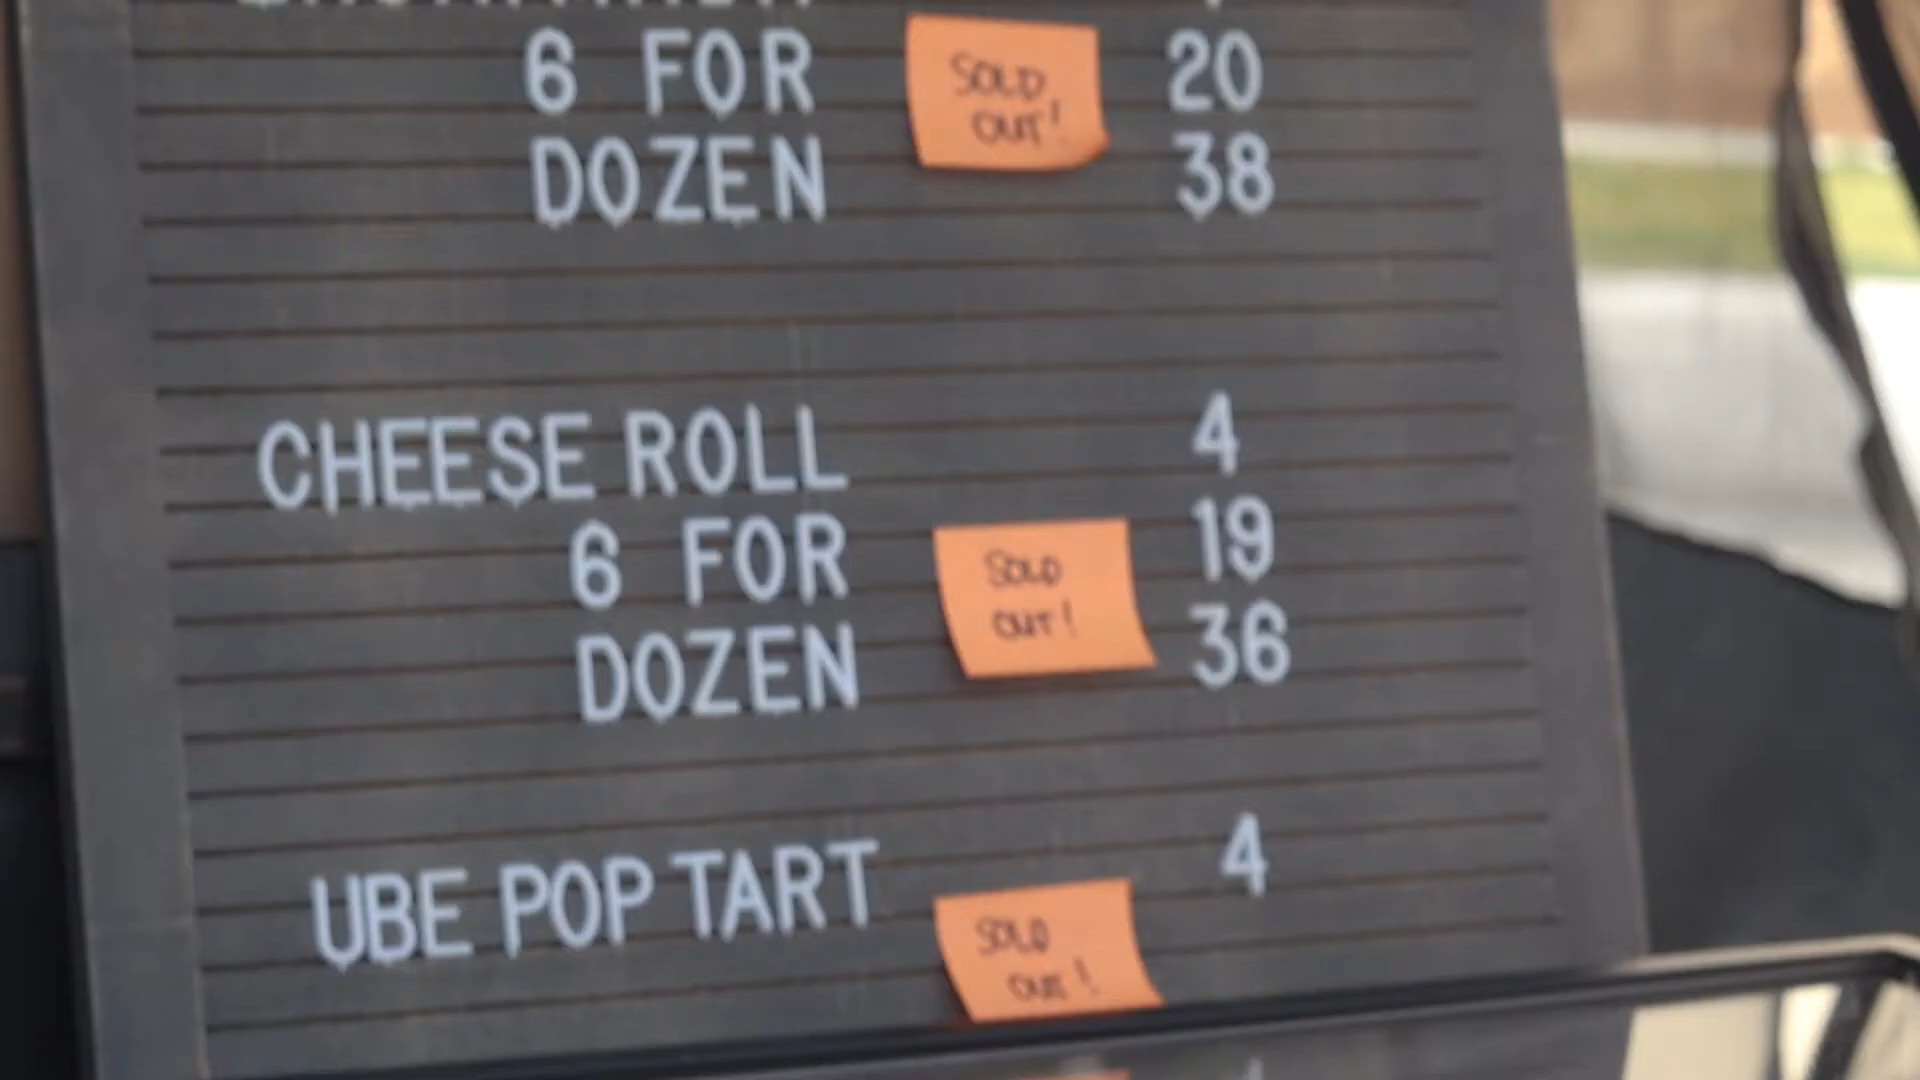 6 FOR SOLD OUT! 20
DOZEN 38
CHEESE ROLL 4
6 FOR SOLD OUT! 19
DOZEN 36
UBE POP TART 4
SOLD OUT!